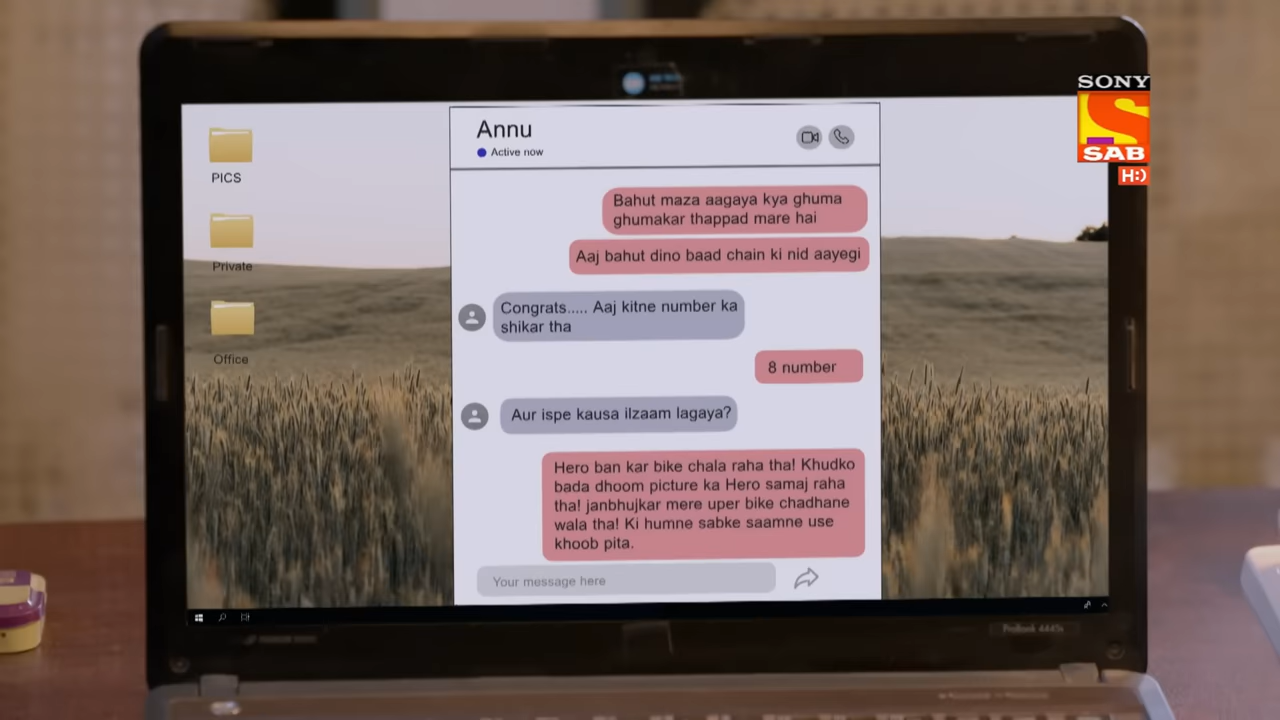 SONY
SAB
H:)
PICS
Private
Office
Annu
Active now
Bahut maza aagaya kya ghuma
ghumakar thappad mare hai
Aaj bahut dino baad chain ki nid aayegi
Congrats..... Aaj kitne number ka
shikar tha
8 number
Aur ispe kausa ilzaam lagaya?
Hero ban kar bike chala raha tha! Khudko
bada dhoom picture ka Hero samaj raha
tha! janbhujkar mere uper bike chadhane
wala tha! Ki humne sabke saamne use
khoob pita.
Your message here